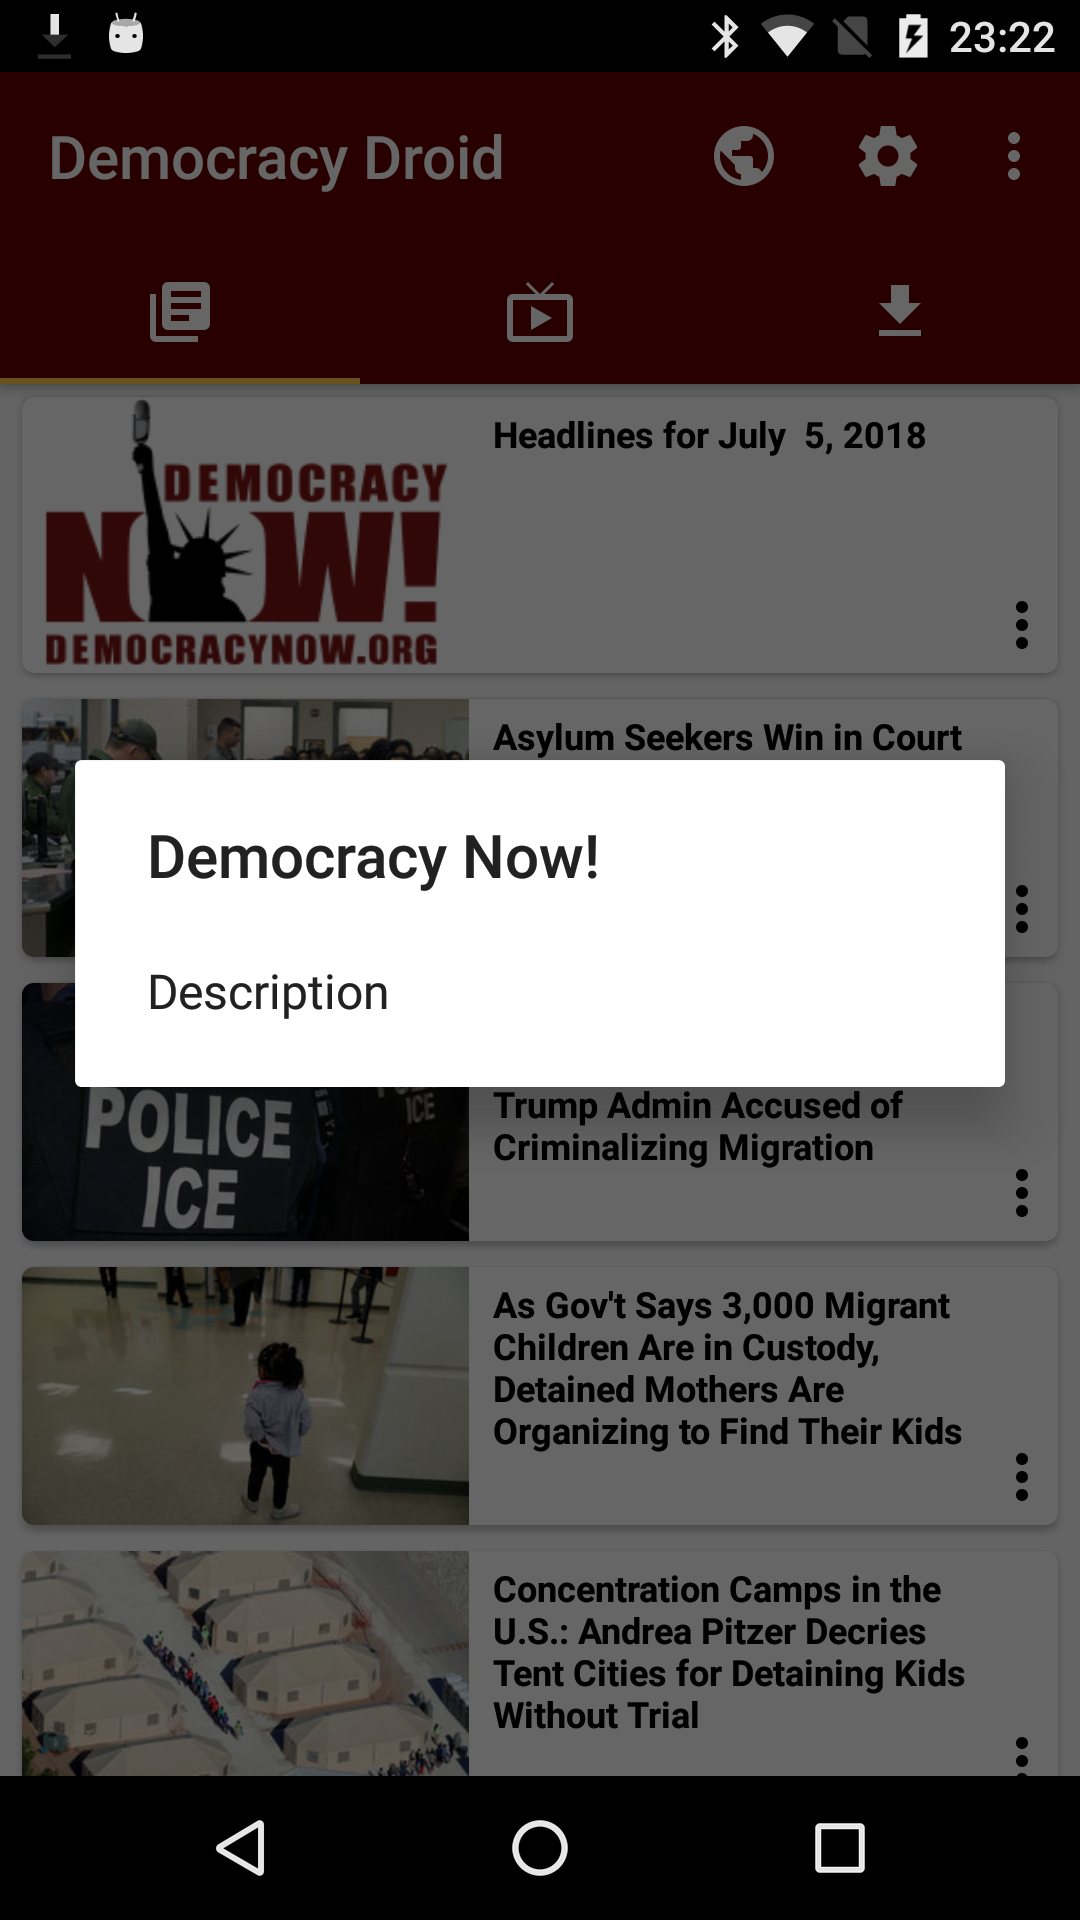 23:22
Democracy Droid
Headlines for July  5, 2018
DEMOCRACY
NOW!
DEMOCRACYNOW.ORG
Asylum Seekers Win in Court
Democracy Now!
Description
POLICE
ICE
ICE
Trump Admin Accused of
Criminalizing Migration
As Gov't Says 3,000 Migrant
Children Are in Custody,
Detained Mothers Are
Organizing to Find Their Kids
Concentration Camps in the
U.S.: Andrea Pitzer Decries
Tent Cities for Detaining Kids
Without Trial